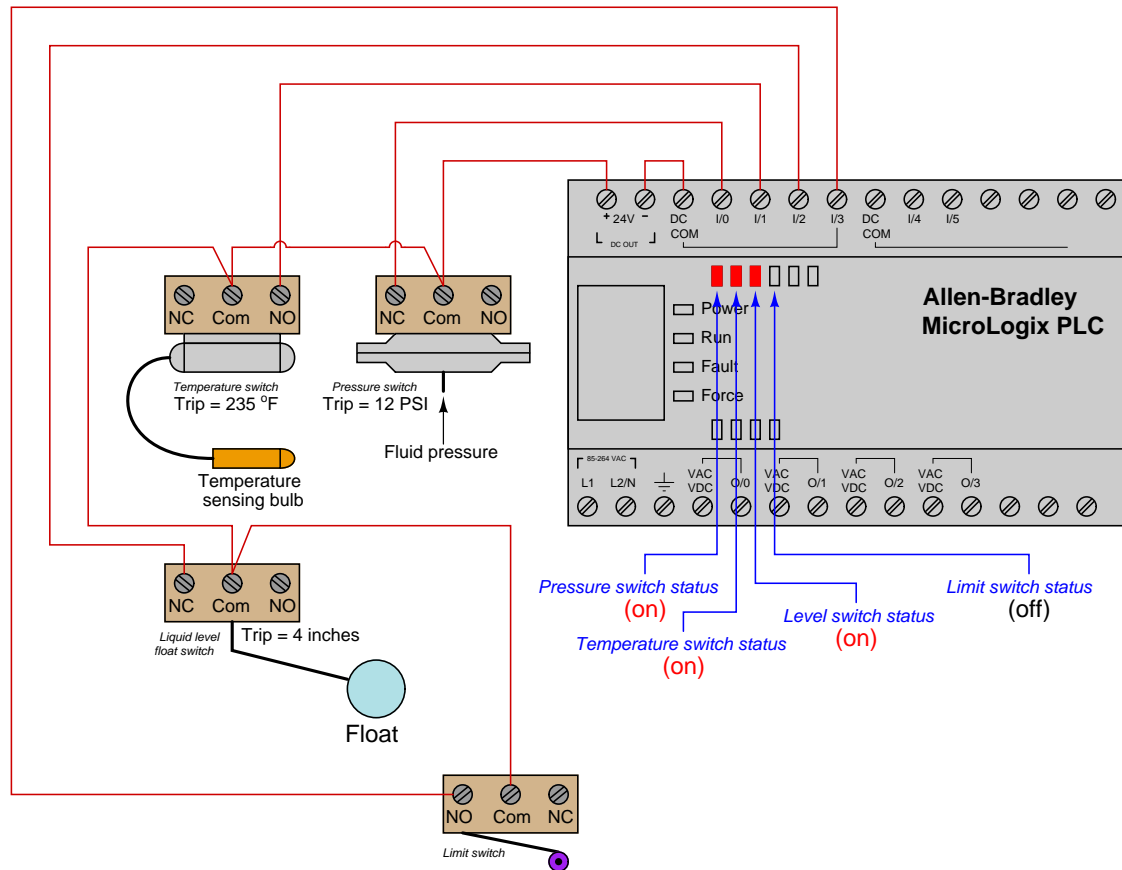 + 24V -
DC OUT
DC
COM
I/0
I/1
I/2
I/3
DC
COM
I/4
I/5
Allen-Bradley
MicroLogix PLC
Power
Run
Fault
Force
85-264 VAC
L1
L2/N
VAC
VDC
O/0
VAC
VDC
O/1
VAC
VDC
O/2
VAC
VDC
O/3
NC Com NO
Temperature switch
Trip = 235 °F
Temperature
sensing bulb
NC Com NO
Pressure switch
Trip = 12 PSI
Fluid pressure
NC Com NO
Liquid level
float switch
Trip = 4 inches
Float
NO Com NC
Limit switch
Pressure switch status
(on)
Temperature switch status
(on)
Level switch status
(on)
Limit switch status
(off)